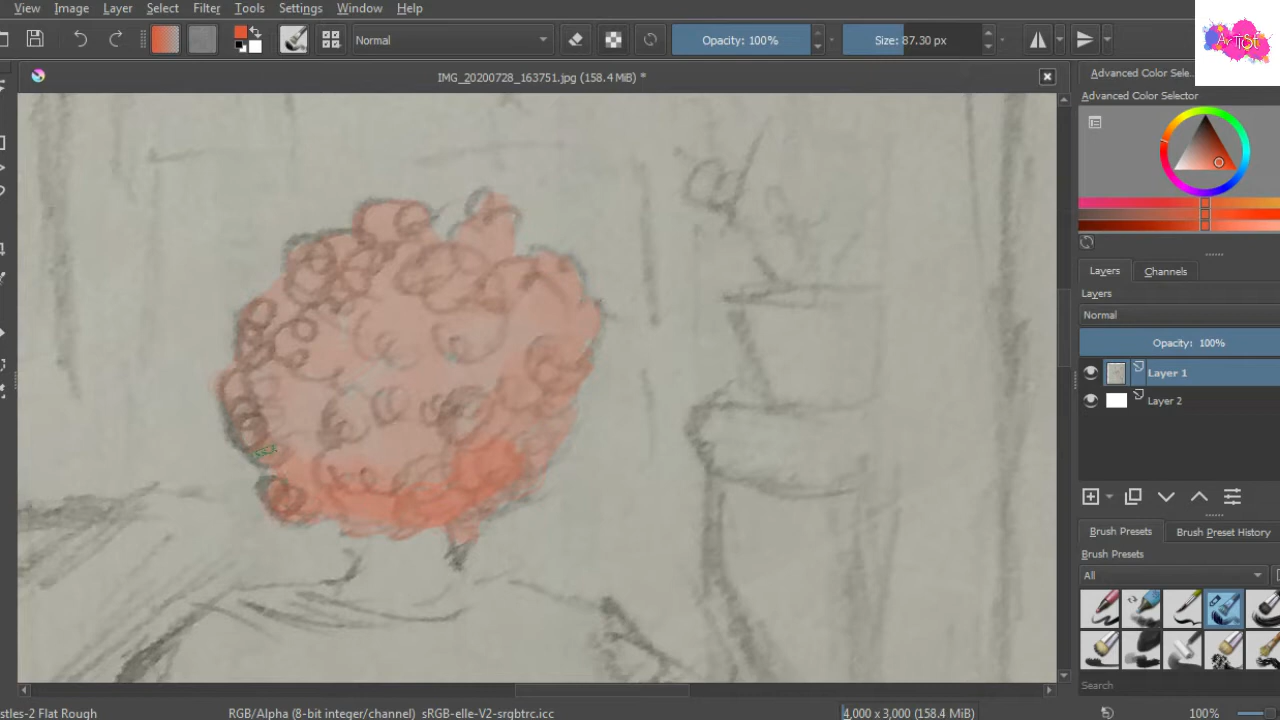 View Image Layer Filter Tools Settings Window Help
Normal
Opacity: 100%
Size: 87.30 px
ArTiSt
IMG_20200728_163751.jpg (158.4 MiB) *
Advanced Color Sele...
Advanced Color Selector
Layers Channels
Layers
Normal
Opacity: 100%
Layer 1
Layer 2
Brush Presets Brush Preset History
Brush Presets
All
Search
stles-2 Flat Rough
RGB/Alpha (8-bit integer/channel) sRGB-elle-V2-srgbtrc.icc
4,000 x 3,000 (158.4 MiB)
100%